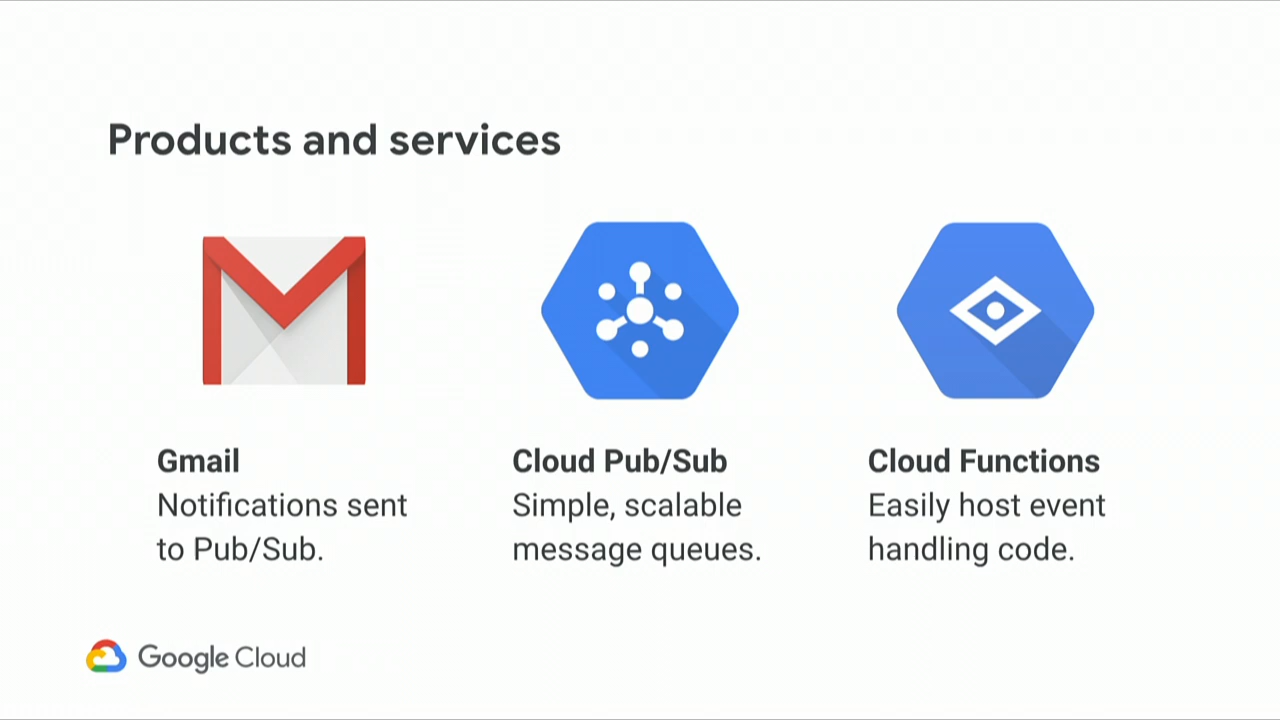 Products and services
Gmail
Notifications sent
to Pub/Sub.
Cloud Pub/Sub
Simple, scalable
message queues.
Cloud Functions
Easily host event
handling code.
Google Cloud